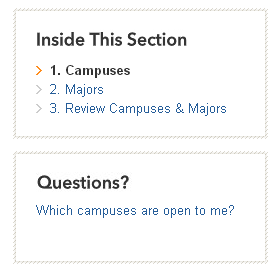 Inside This Section
1. Campuses
2. Majors
3. Review Campuses & Majors
Questions?
Which campuses are open to me?